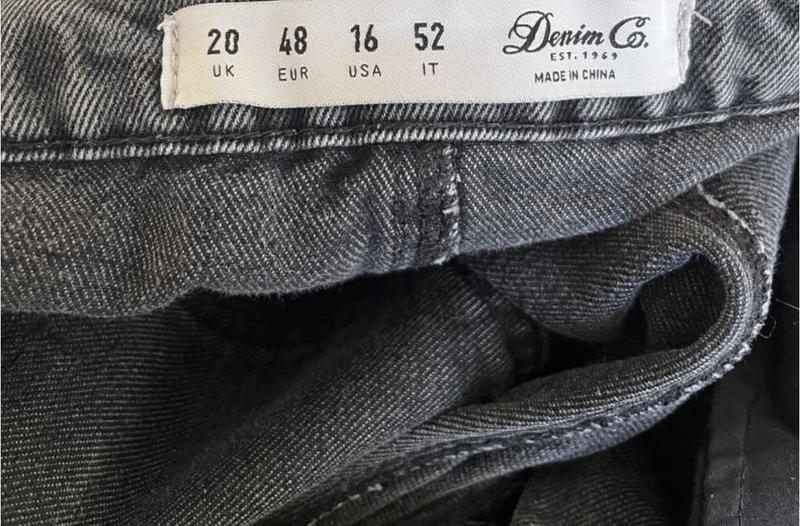 20 48 16 52
UK EUR USA IT
Denim Co.
EST. 1969
MADE IN CHINA